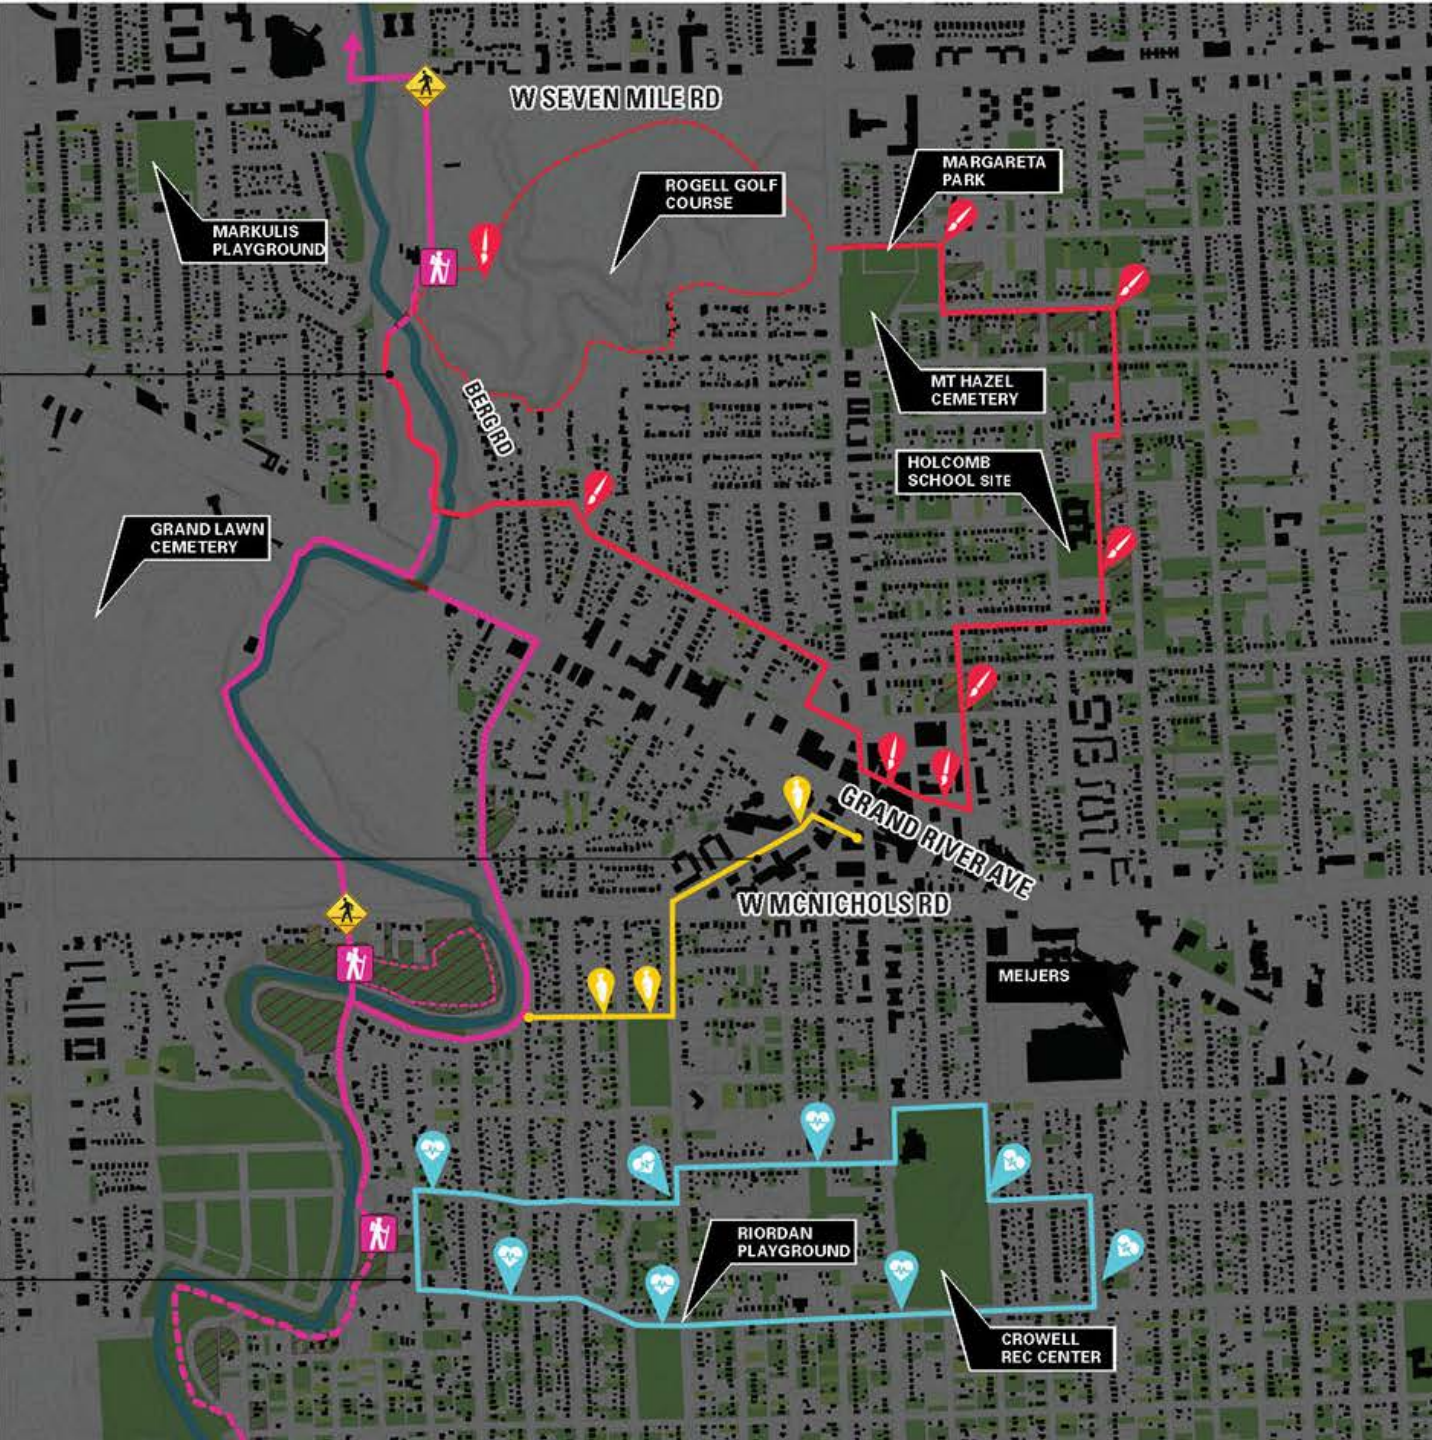 W SEVEN MILE RD
MARGARETA
PARK
ROGELL GOLF
COURSE
MARKULIS
PLAYGROUND
MT HAZEL
CEMETERY
BERG RD
HOLCOMB
SCHOOL SITE
GRAND LAWN
CEMETERY
GRAND RIVER AVE
W MCNICHOLS RD
MEIJERS
RIORDAN
PLAYGROUND
CROWELL
REC CENTER